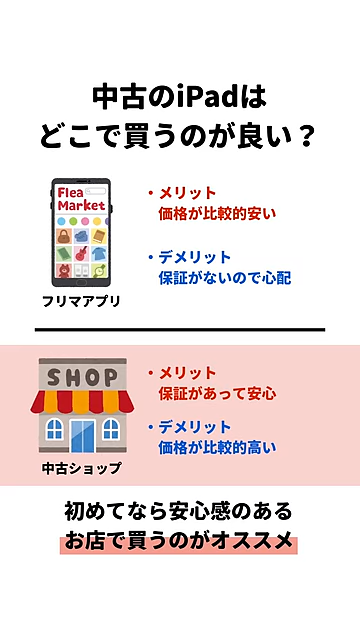 中古のiPadは
どこで買うのが良い？
Flea
Market
・メリット
価格が比較的安い
・デメリット
保証がないので心配
フリマアプリ
SHOP
・メリット
保証があって安心
・デメリット
価格が比較的高い
中古ショップ
初めてなら安心感のある
お店で買うのがオススメ